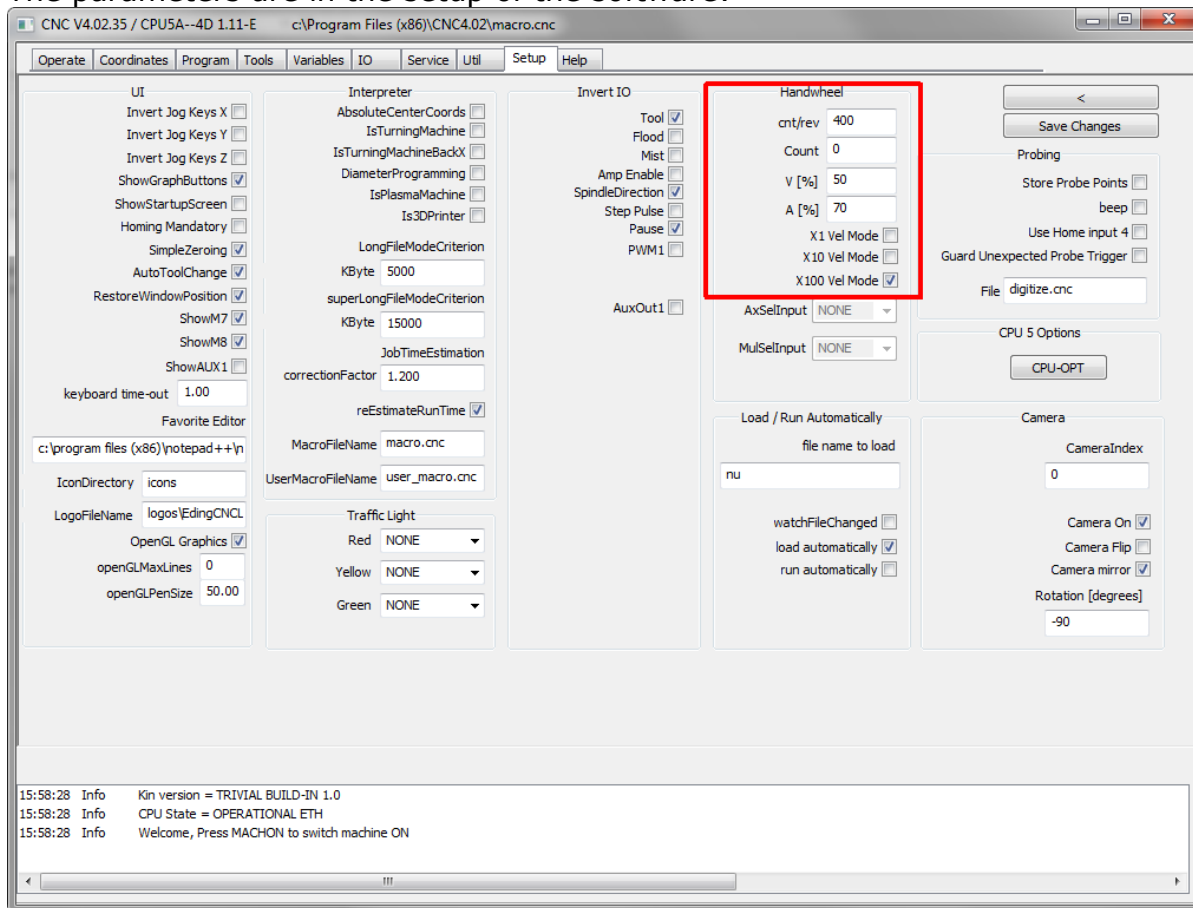 The parameters are in the setup of the software.
CNC V4.02.35 / CPU5A--4D 1.11-E c:\Program Files (x86)\CNC4.02\macro.cnc
Operate Coordinates Program Tools Variables IO Service Util Setup Help
UI
Invert Jog Keys X
Invert Jog Keys Y
Invert Jog Keys Z
ShowGraphButtons
ShowStartupScreen
Homing Mandatory
SimpleZeroing
AutoToolChange
RestoreWindowPosition
ShowM7
ShowM8
ShowAUX1
keyboard time-out 1.00
Favorite Editor
c:\program files (x86)\notepad++\n
IconDirectory icons
LogoFileName logos\EdingCNCL
OpenGL Graphics
openGLMaxLines 0
openGLPenSize 50.00
Interpreter
AbsoluteCenterCoords
IsTurningMachine
IsTurningMachineBackX
DiameterProgramming
IsPlasmaMachine
Is3DPrinter
LongFileModeCriterion
KByte 5000
superLongFileModeCriterion
KByte 15000
JobTimeEstimation
correctionFactor 1.200
reEstimateRunTime
MacroFileName macro.cnc
UserMacroFileName user_macro.cnc
Traffic Light
Red NONE
Yellow NONE
Green NONE
Invert IO
Tool
Flood
Mist
Amp Enable
SpindleDirection
Step Pulse
Pause
PWM1
AuxOut1
Handwheel
cnt/rev 400
Count 0
V [%] 50
A [%] 70
X1 Vel Mode
X10 Vel Mode
X100 Vel Mode
AxSelInput NONE
MulSelInput NONE
Load / Run Automatically
file name to load
nu
watchFileChanged
load automatically
run automatically
<
Save Changes
Probing
Store Probe Points
beep
Use Home input 4
Guard Unexpected Probe Trigger
File digitize.cnc
CPU 5 Options
CPU-OPT
Camera
CameraIndex
0
Camera On
Camera Flip
Camera mirror
Rotation [degrees]
-90
15:58:28 Info Kin version = TRIVIAL BUILD-IN 1.0
15:58:28 Info CPU State = OPERATIONAL ETH
15:58:28 Info Welcome, Press MACHON to switch machine ON